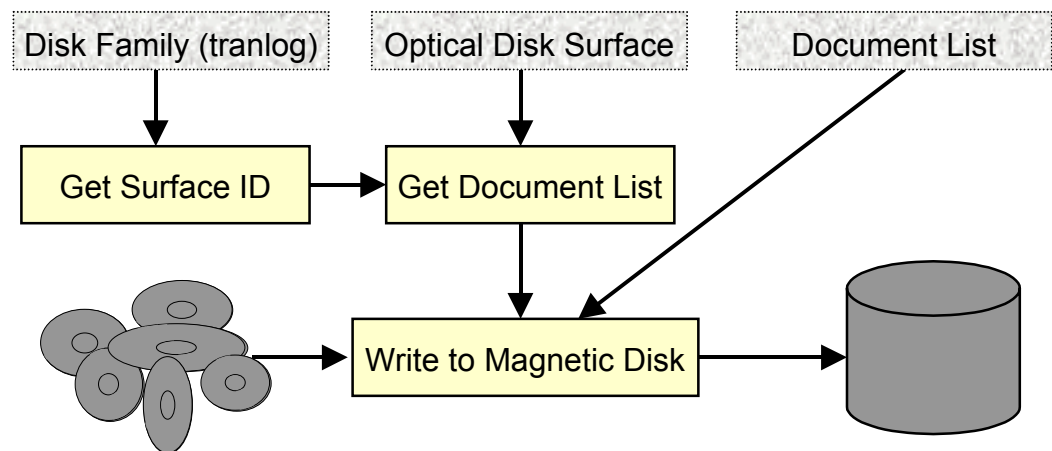 Disk Family (tranlog)
Optical Disk Surface
Document List
Get Surface ID
Get Document List
Write to Magnetic Disk